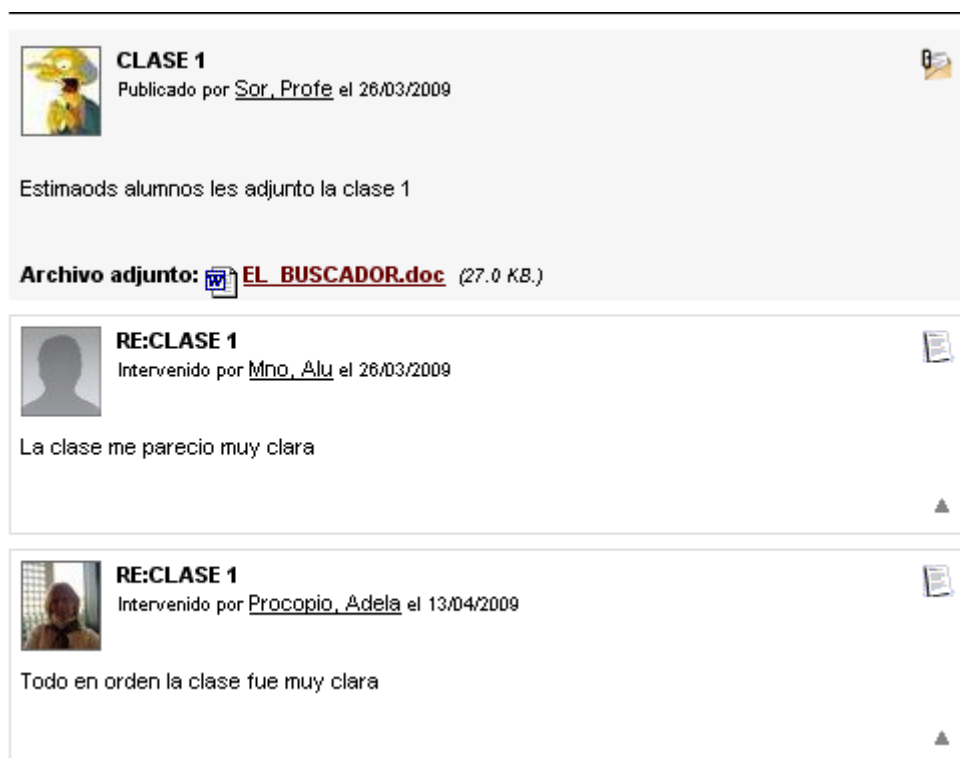 CLASE 1
Publicado por Sor, Profe el 26/03/2009
Estimaods alumnos les adjunto la clase 1
Archivo adjunto: EL_BUSCADOR.doc (27.0 KB.)
RE:CLASE 1
Intervenido por Mno, Alu el 26/03/2009
La clase me parecio muy clara
RE:CLASE 1
Intervenido por Procopio, Adela el 13/04/2009
Todo en orden la clase fue muy clara